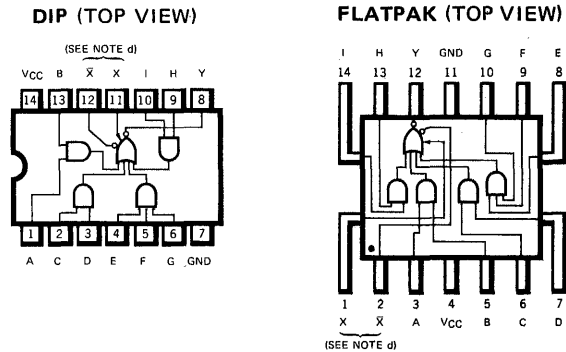 DIP (TOP VIEW)
(SEE NOTE d)
VCC B X̅ X I H Y
14 13 12 11 10 9 8
1 2 3 4 5 6 7
A C D E F G GND
FLATPAK (TOP VIEW)
I H Y GND G F E
14 13 12 11 10 9 8
1 2 3 4 5 6 7
X X̅ A VCC B C D
(SEE NOTE d)